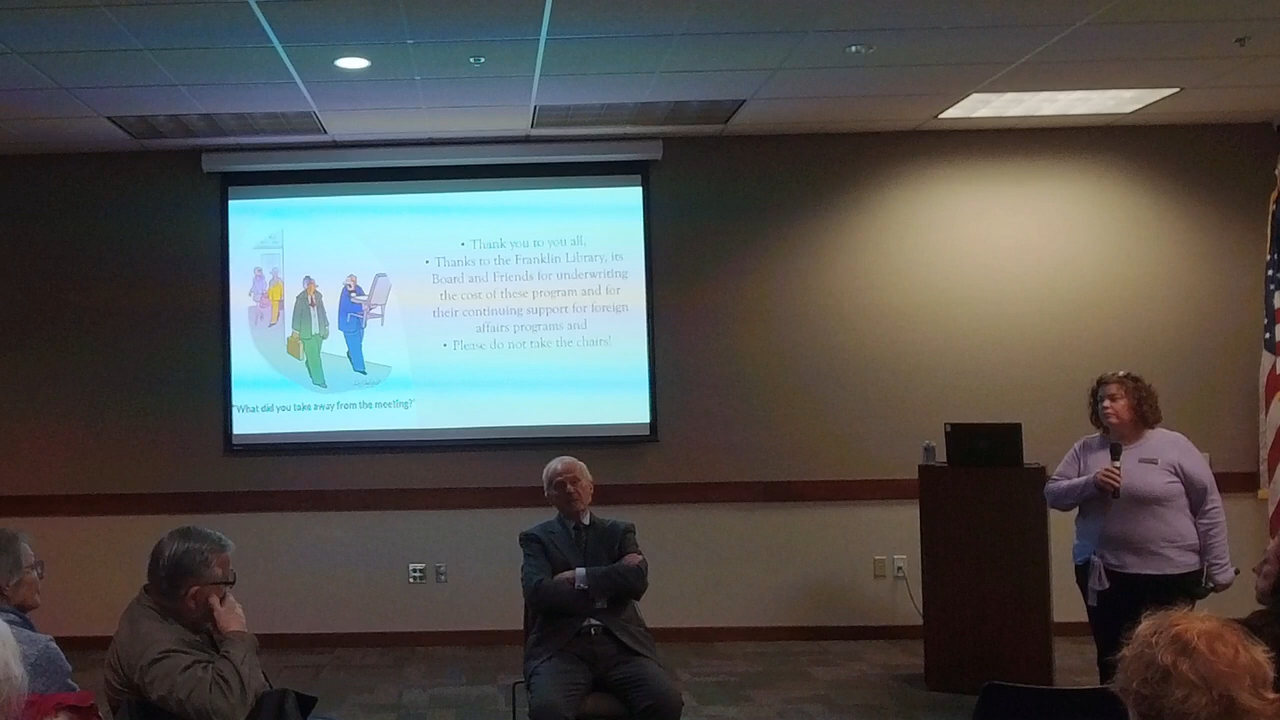 • Thank you to you all,
• Thanks to the Franklin Library, its
Board and Friends for underwriting
the cost of these program and for
their continuing support for foreign
affairs programs and
• Please do not take the chairs!
"What did you take away from the meeting?"